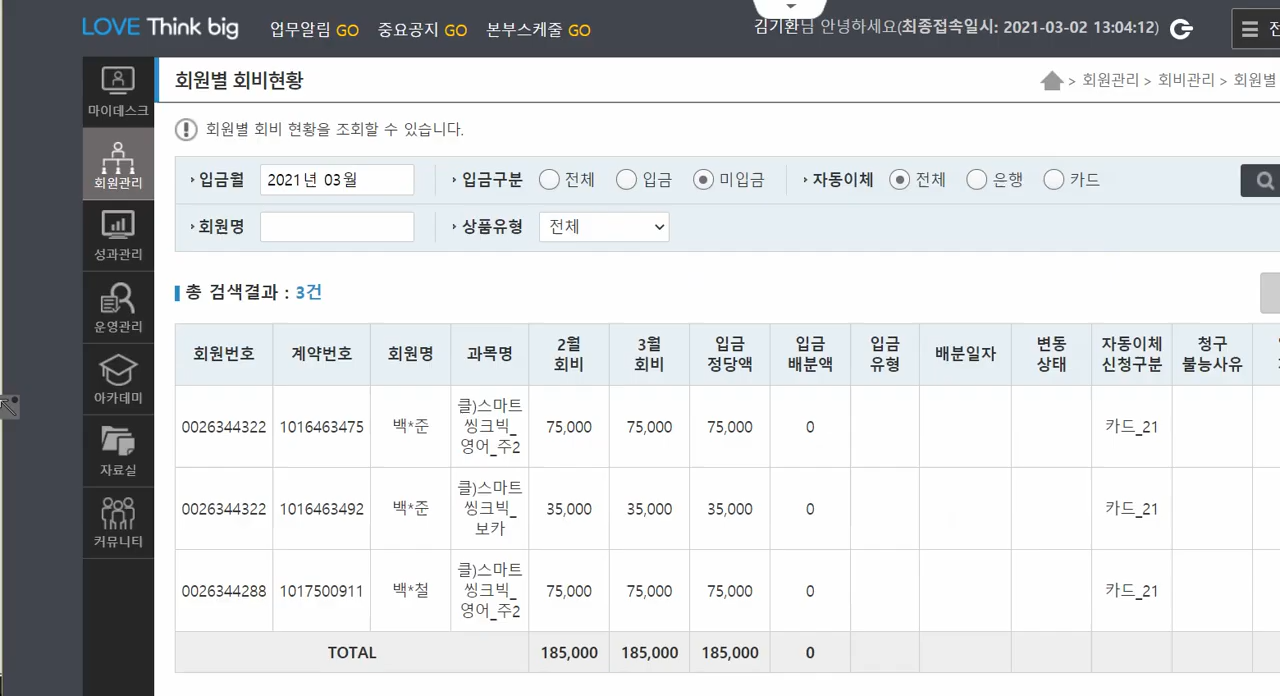 LOVE Think big 업무알림 GO 중요공지 GO 본부스케줄 GO 김기환님 안녕하세요(최종접속일시: 2021-03-02 13:04:12)
마이데스크
회원관리
성과관리
운영관리
아카데미
자료실
커뮤니티
회원별 회비현황
> 회원관리 > 회비관리 > 회원별
회원별 회비 현황을 조회할 수 있습니다.
입금월 2021년 03월 입금구분 전체 입금 미입금 자동이체 전체 은행 카드
회원명 상품유형 전체
총 검색결과 : 3건
회원번호 계약번호 회원명 과목명 2월 회비 3월 회비 입금 정당액 입금 배분액 입금 유형 배분일자 변동 상태 자동이체 신청구분 청구 불능사유
0026344322 1016463475 백*준 클)스마트 씽크빅_ 영어_주2 75,000 75,000 75,000 0 카드_21
0026344322 1016463492 백*준 클)스마트 씽크빅_ 보카 35,000 35,000 35,000 0 카드_21
0026344288 1017500911 백*철 클)스마트 씽크빅_ 영어_주2 75,000 75,000 75,000 0 카드_21
TOTAL 185,000 185,000 185,000 0